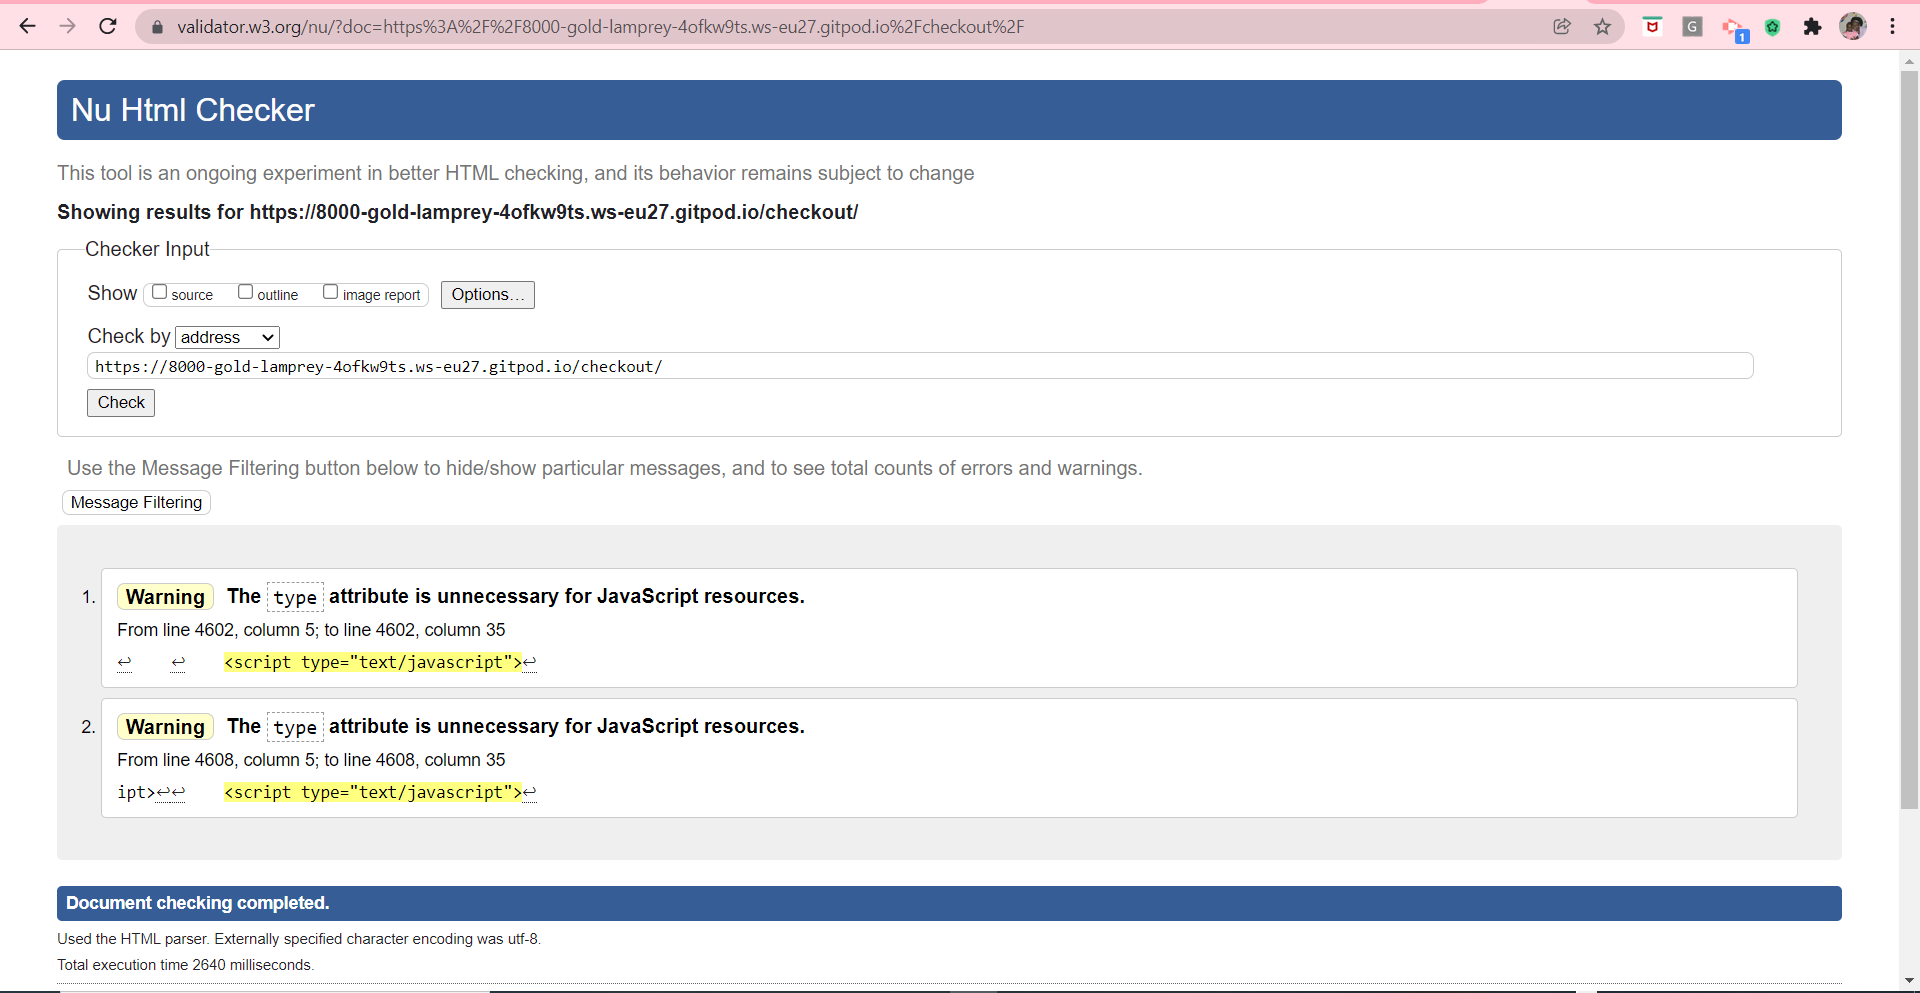 validator.w3.org/nu/?doc=https%3A%2F%2F8000-gold-lamprey-4ofkw9ts.ws-eu27.gitpod.io%2Fcheckout%2F
G
1
Nu Html Checker
This tool is an ongoing experiment in better HTML checking, and its behavior remains subject to change
Showing results for https://8000-gold-lamprey-4ofkw9ts.ws-eu27.gitpod.io/checkout/
Checker Input
Show source outline image report Options...
Check by address
https://8000-gold-lamprey-4ofkw9ts.ws-eu27.gitpod.io/checkout/
Check
Use the Message Filtering button below to hide/show particular messages, and to see total counts of errors and warnings.
Message Filtering
1. Warning The type attribute is unnecessary for JavaScript resources.
From line 4602, column 5; to line 4602, column 35
↩ ↩ <script type="text/javascript">↩
2. Warning The type attribute is unnecessary for JavaScript resources.
From line 4608, column 5; to line 4608, column 35
ipt>↩↩ <script type="text/javascript">↩
Document checking completed.
Used the HTML parser. Externally specified character encoding was utf-8.
Total execution time 2640 milliseconds.